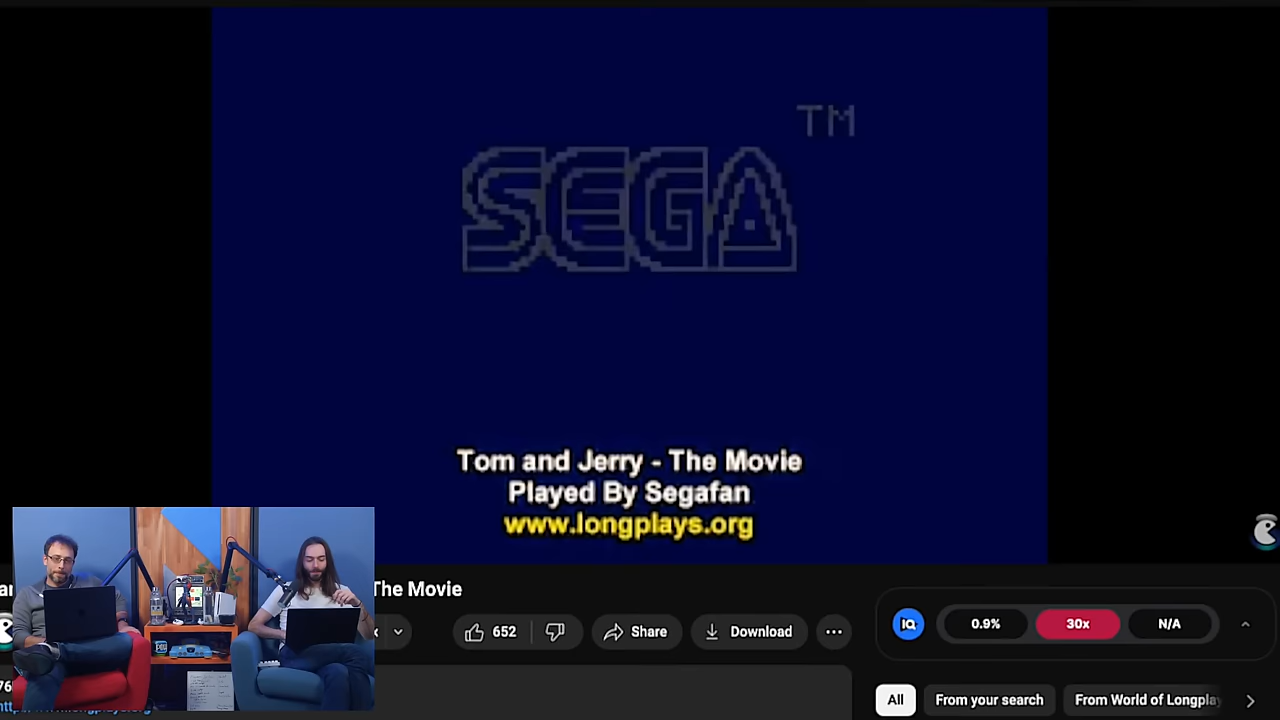 TM
SEGA
Tom and Jerry - The Movie
Played By Segafan
www.longplays.org
The Movie
652
Share
Download
IQ
0.9%
30x
N/A
All
From your search
From World of Longplay